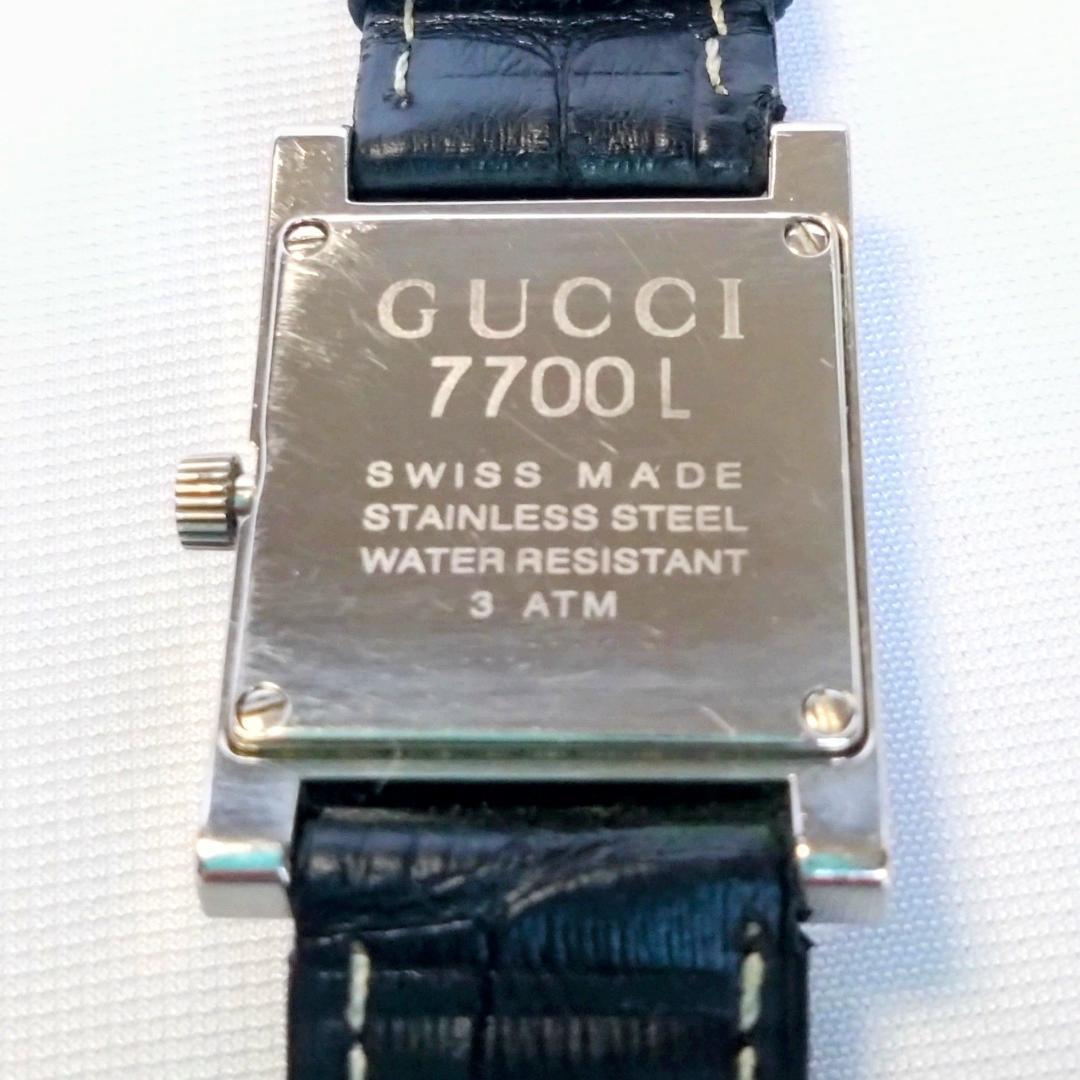 GUCCI
7700L
SWISS MADE
STAINLESS STEEL
WATER RESISTANT
3 ATM